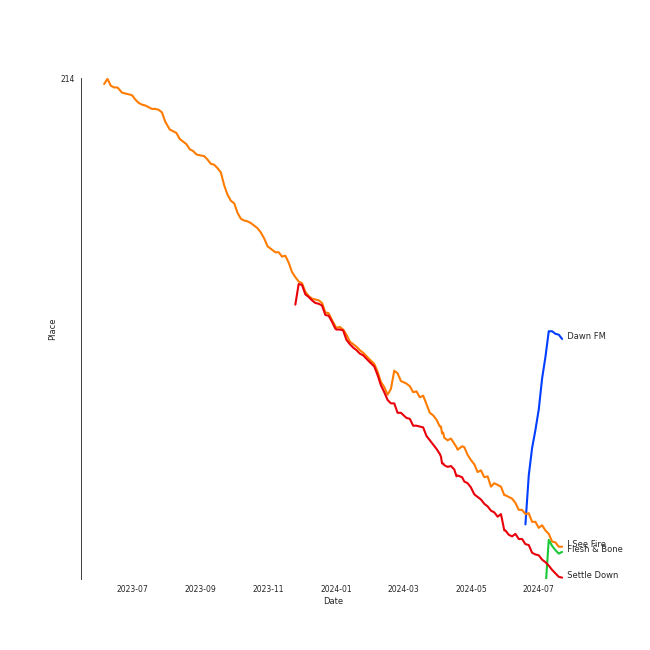 214
Place
Dawn FM
I See Fire
Flesh & Bone
Settle Down
2023-07 2023-09 2023-11 2024-01 2024-03 2024-05 2024-07
Date